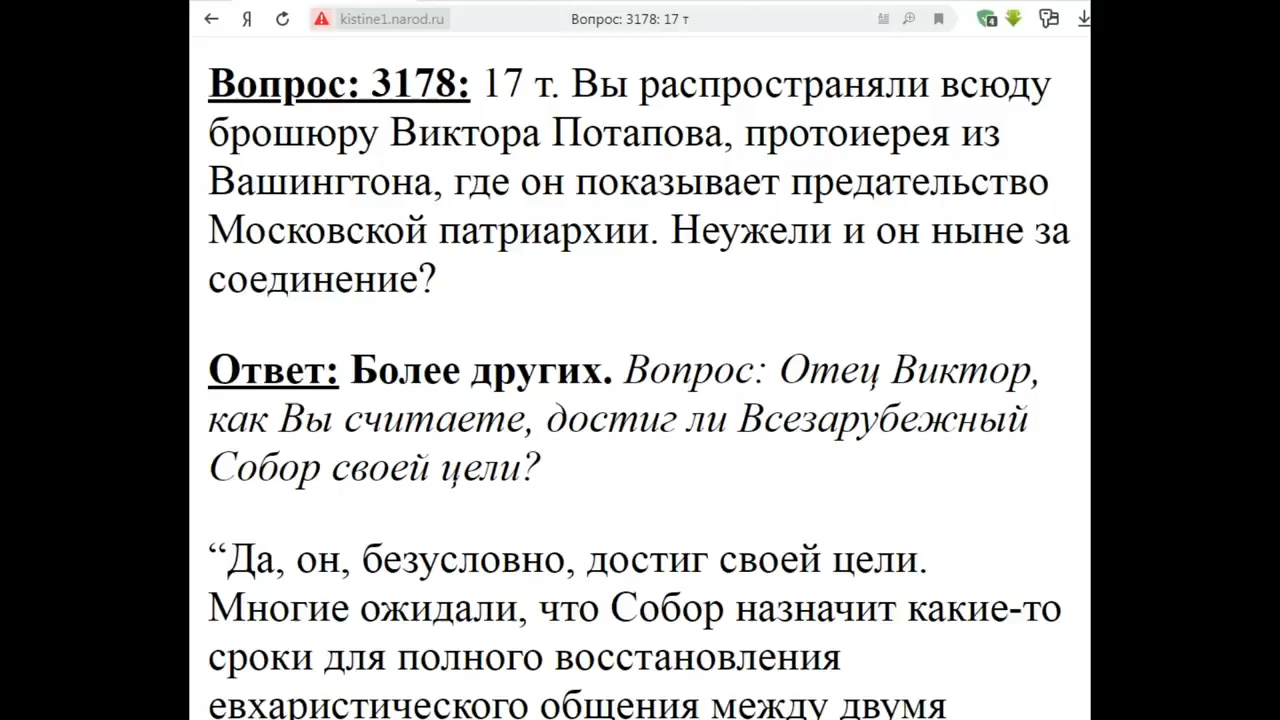 Я kistine1.narod.ru Вопрос: 3178: 17 т 4
Вопрос: 3178: 17 т. Вы распространяли всюду
брошюру Виктора Потапова, протоиерея из
Вашингтона, где он показывает предательство
Московской патриархии. Неужели и он ныне за
соединение?
Ответ: Более других. Вопрос: Отец Виктор,
как Вы считаете, достиг ли Всезарубежный
Собор своей цели?
“Да, он, безусловно, достиг своей цели.
Многие ожидали, что Собор назначит какие-то
сроки для полного восстановления
евхаристического общения между двумя